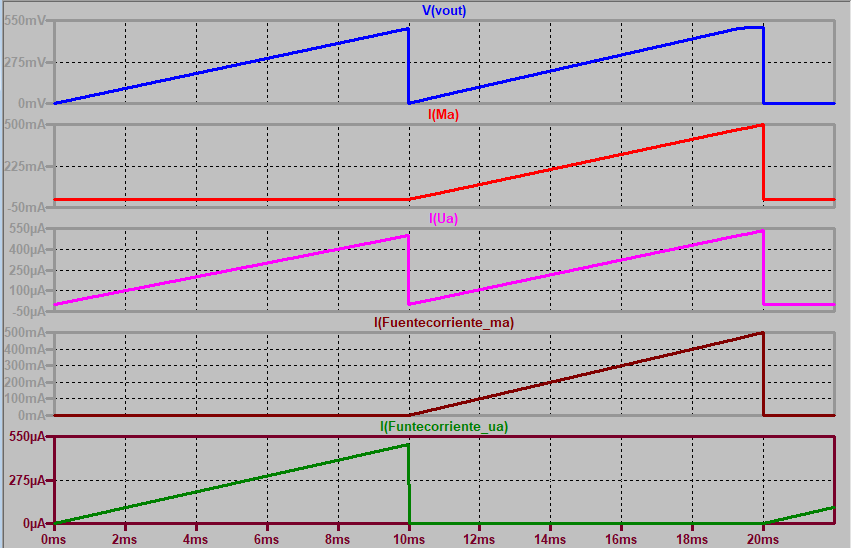 V(vout)
550mV
275mV
0mV
I(Ma)
500mA
225mA
-50mA
I(Ua)
550µA
400µA
250µA
100µA
-50µA
I(Fuentecorriente_ma)
500mA
400mA
300mA
200mA
100mA
0mA
I(Funtecorriente_ua)
550µA
275µA
0µA
0ms 2ms 4ms 6ms 8ms 10ms 12ms 14ms 16ms 18ms 20ms